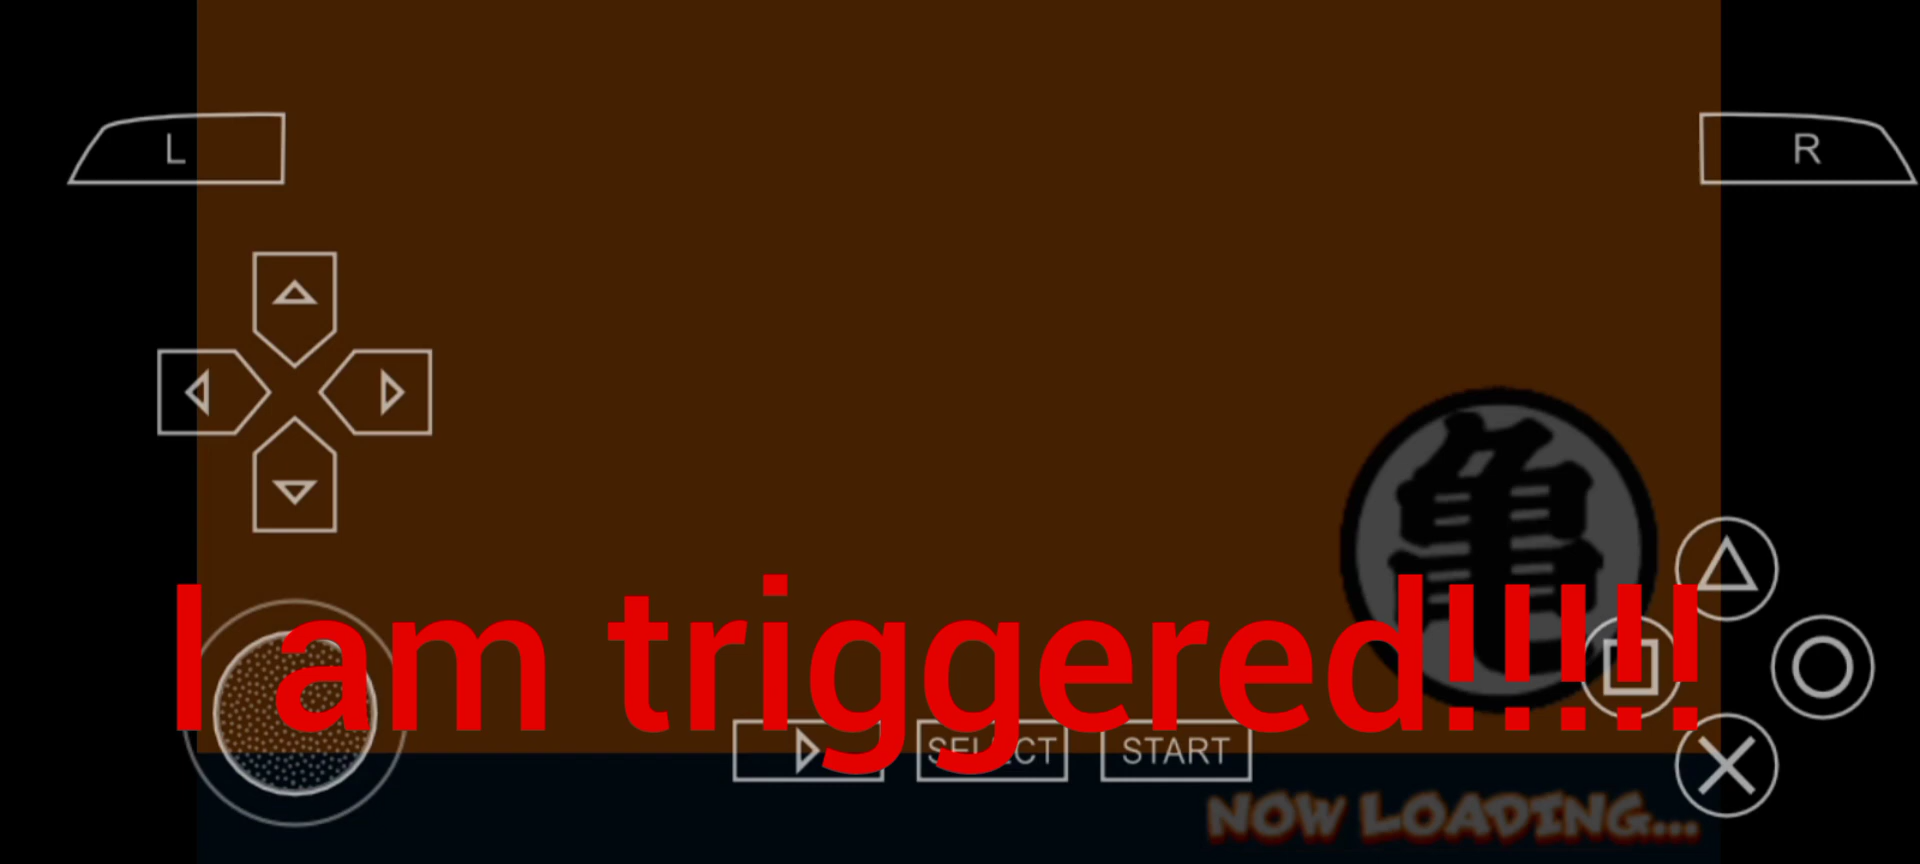 L
R
亀
I am triggered!!!!!
SELECT START
NOW LOADING...